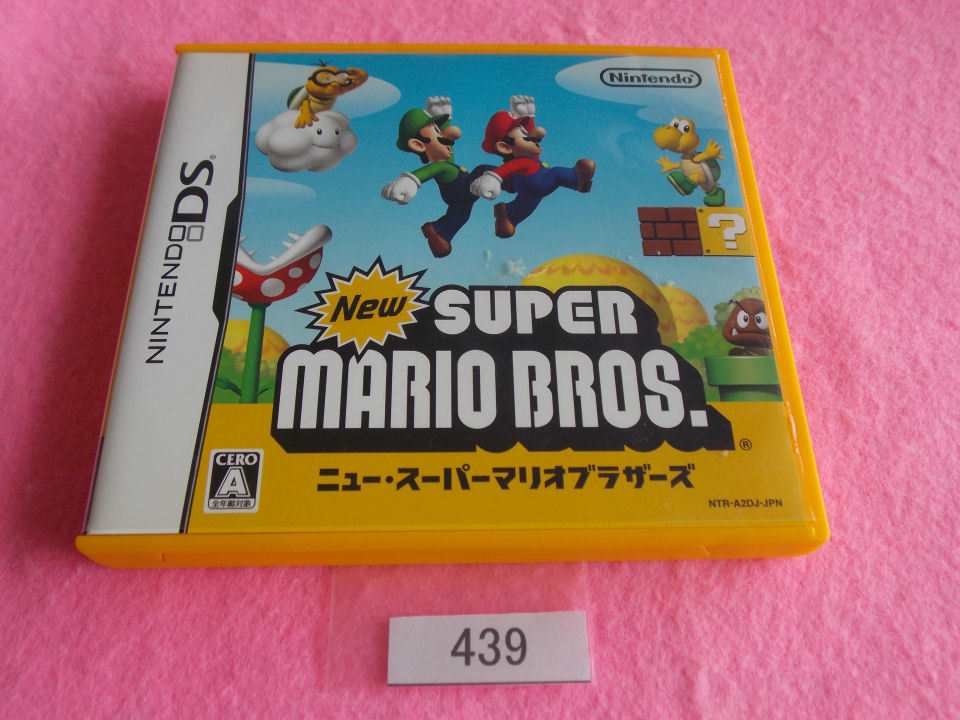 Nintendo®
NINTENDO DS®
New
SUPER
MARIO BROS.®
ニュー・スーパーマリオブラザーズ
CERO
A
全年齢対象
NTR-A2DJ-JPN
?
439